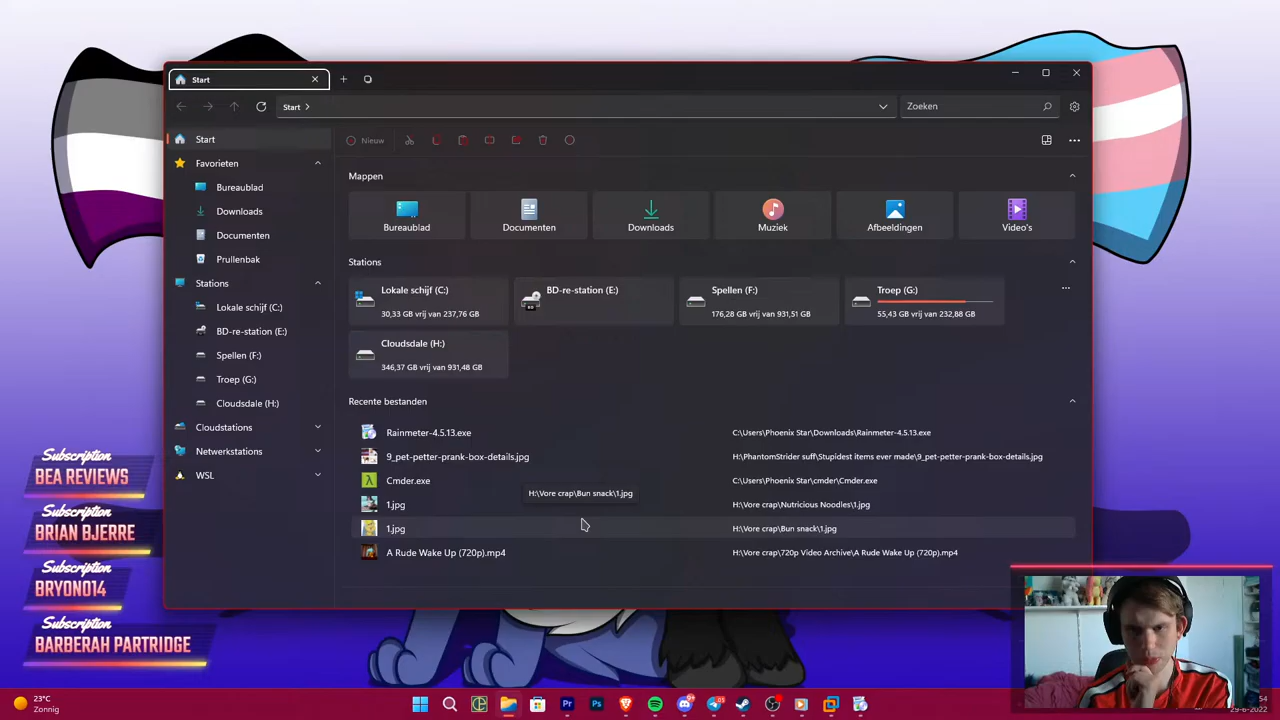 Start
Start
Zoeken
Start
Favorieten
Bureaublad
Downloads
Documenten
Prullenbak
Stations
Lokale schijf (C:)
BD-re-station (E:)
Spellen (F:)
Troep (G:)
Cloudsdale (H:)
Cloudstations
Netwerkstations
WSL
Nieuw
Mappen
Bureaublad
Documenten
Downloads
Muziek
Afbeeldingen
Video's
Stations
Lokale schijf (C:)
30,33 GB vrij van 237,76 GB
BD-re-station (E:)
Spellen (F:)
176,28 GB vrij van 931,51 GB
Troep (G:)
55,43 GB vrij van 232,88 GB
Cloudsdale (H:)
346,37 GB vrij van 931,48 GB
Recente bestanden
Rainmeter-4.5.13.exe C:\Users\Phoenix Star\Downloads\Rainmeter-4.5.13.exe
9_pet-petter-prank-box-details.jpg H:\PhantomStrider suff\Stupidest items ever made\9_pet-petter-prank-box-details.jpg
Cmder.exe C:\Users\Phoenix Star\cmder\Cmder.exe
H:\Vore crap\Bun snack\1.jpg
1.jpg H:\Vore crap\Nutricious Noodles\1.jpg
1.jpg H:\Vore crap\Bun snack\1.jpg
A Rude Wake Up (720p).mp4 H:\Vore crap\720p Video Archive\A Rude Wake Up (720p).mp4
Subscription
BEA REVIEWS
Subscription
BRIAN BJERRE
Subscription
BRYONO14
Subscription
BARBERAH PARTRIDGE
23°C
Zonnig
54
29-6-2022